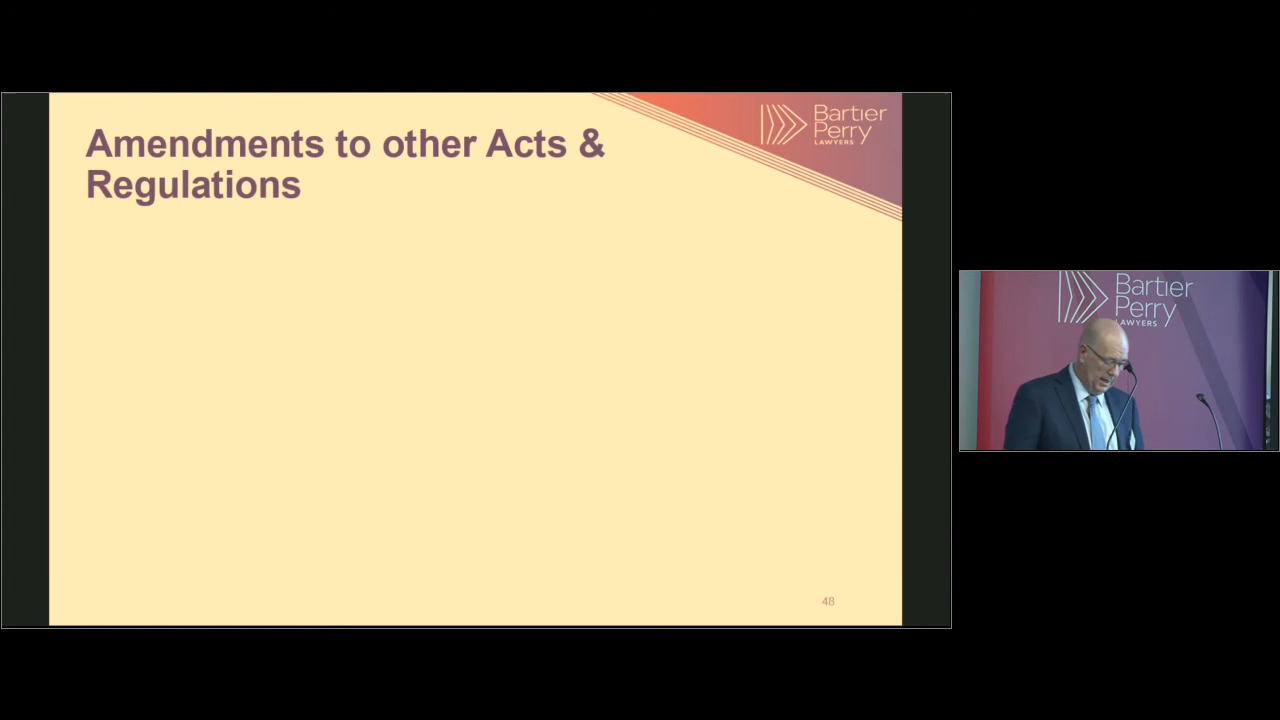 Amendments to other Acts &
Regulations
Bartier
Perry
LAWYERS
48
Bartier
Perry
LAWYERS